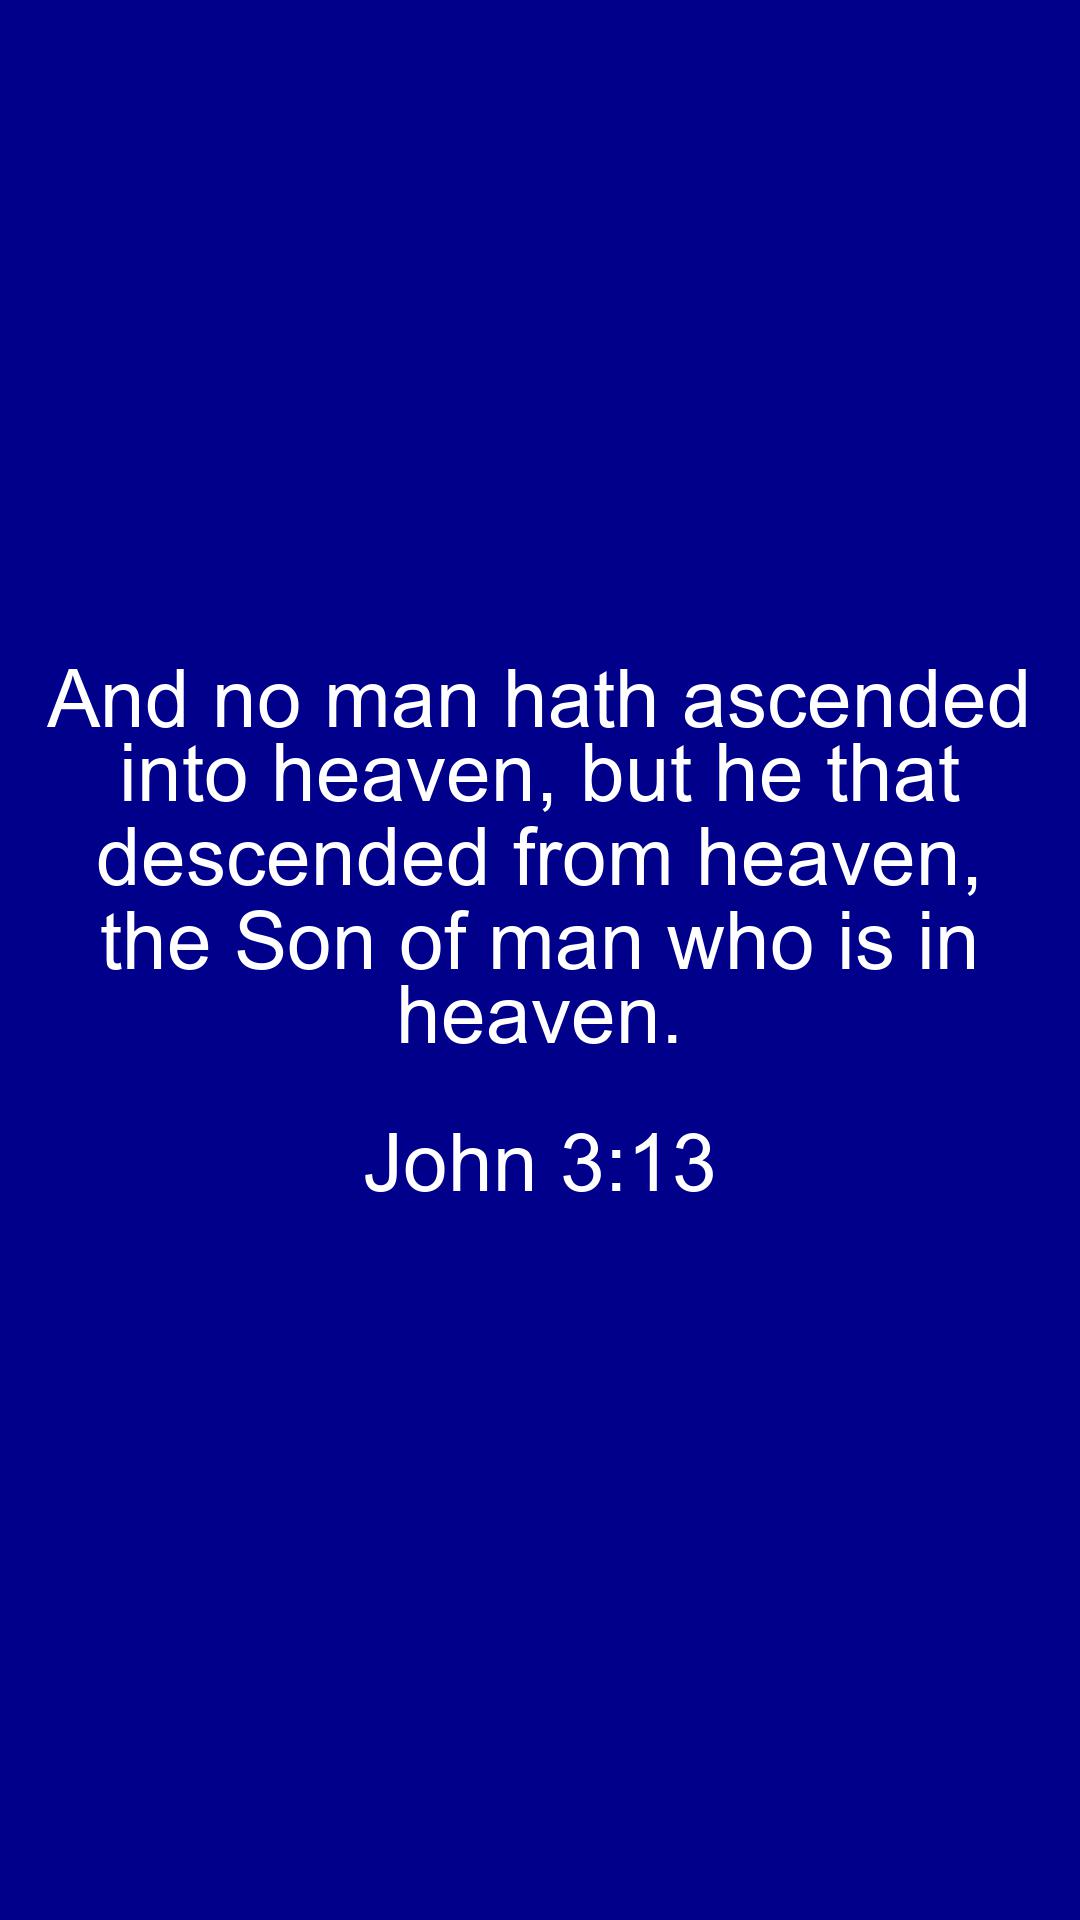 And no man hath ascended
into heaven, but he that
descended from heaven,
the Son of man who is in
heaven.
John 3:13